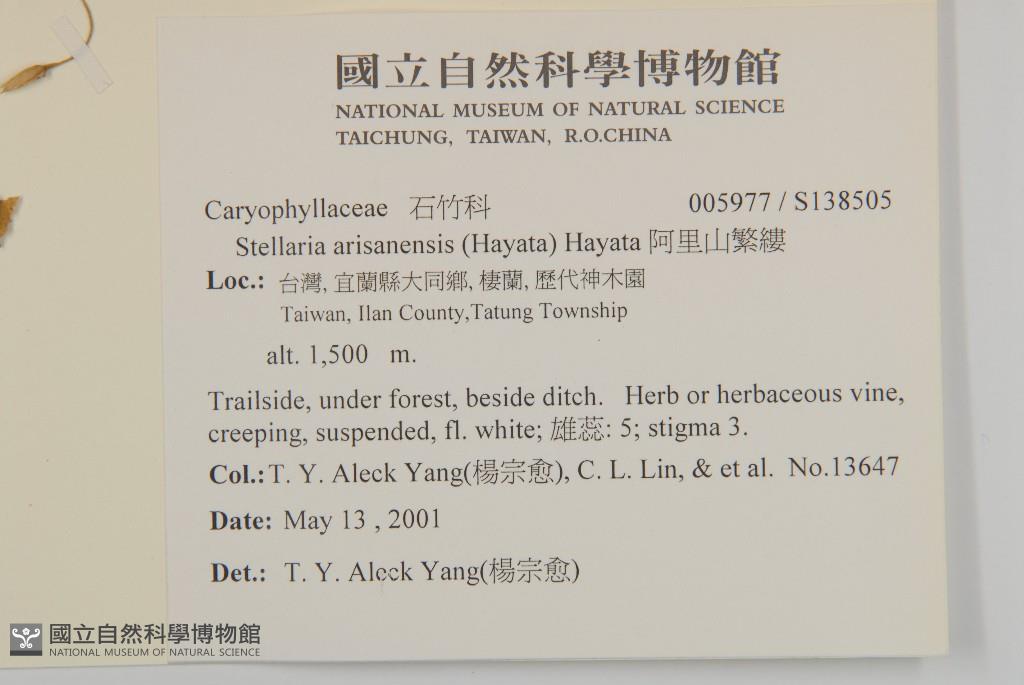 國立自然科學博物館
NATIONAL MUSEUM OF NATURAL SCIENCE
TAICHUNG, TAIWAN, R.O.CHINA
Caryophyllaceae 石竹科 005977 / S138505
Stellaria arisanensis (Hayata) Hayata 阿里山繁縷
Loc.: 台灣, 宜蘭縣大同鄉, 棲蘭, 歷代神木園
Taiwan, Ilan County,Tatung Township
alt. 1,500 m.
Trailside, under forest, beside ditch. Herb or herbaceous vine,
creeping, suspended, fl. white; 雄蕊: 5; stigma 3.
Col.: T. Y. Aleck Yang(楊宗愈), C. L. Lin, & et al. No.13647
Date: May 13 , 2001
Det.: T. Y. Aleck Yang(楊宗愈)
國立自然科學博物館
NATIONAL MUSEUM OF NATURAL SCIENCE